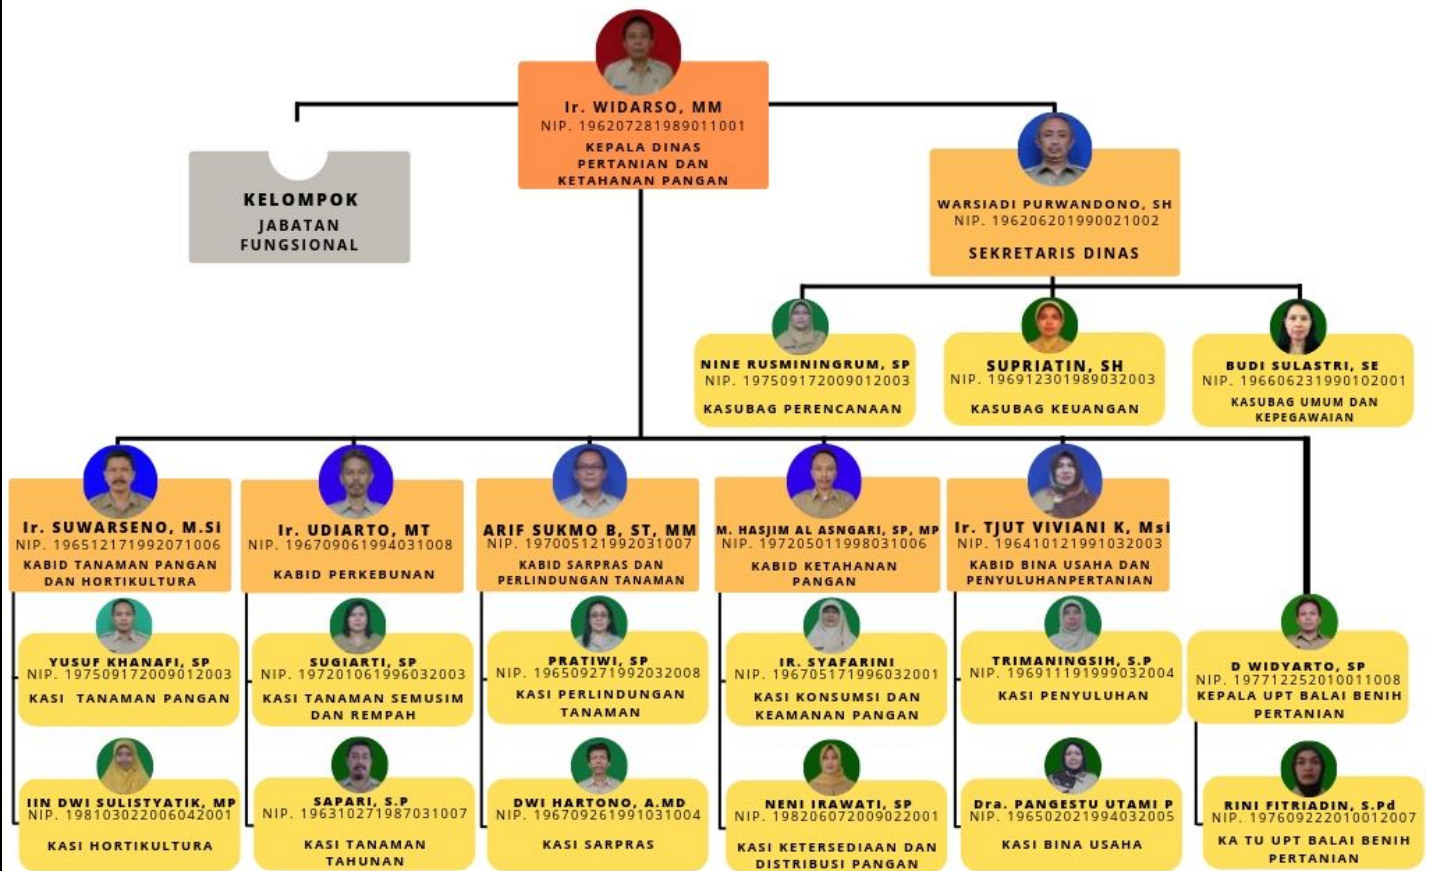 Ir. WIDARSO, MM
NIP. 196207281989011001
KEPALA DINAS
PERTANIAN DAN
KETAHANAN PANGAN
KELOMPOK
JABATAN
FUNGSIONAL
WARSIADI PURWANDONO, SH
NIP. 196206201990021002
SEKRETARIS DINAS
NINE RUSMININGRUM, SP
NIP. 197509172009012003
KASUBAG PERENCANAAN
SUPRIATIN, SH
NIP. 196912301989032003
KASUBAG KEUANGAN
BUDI SULASTRI, SE
NIP. 196606231990102001
KASUBAG UMUM DAN
KEPEGAWAIAN
Ir. SUWARSENO, M.Si
NIP. 196512171992071006
KABID TANAMAN PANGAN
DAN HORTIKULTURA
Ir. UDIARTO, MT
NIP. 196709061994031008
KABID PERKEBUNAN
ARIF SUKMO B, ST, MM
NIP. 197005121992031007
KABID SARPRAS DAN
PERLINDUNGAN TANAMAN
M. HASJIM AL ASNGARI, SP, MP
NIP. 197205011998031006
KABID KETAHANAN
PANGAN
Ir. TJUT VIVIANI K, Msi
NIP. 196410121991032003
KABID BINA USAHA DAN
PENYULUHANPERTANIAN
YUSUF KHANAFI, SP
NIP. 197509172009012003
KASI TANAMAN PANGAN
SUGIARTI, SP
NIP. 197201061996032003
KASI TANAMAN SEMUSIM
DAN REMPAH
PRATIWI, SP
NIP. 196509271992032008
KASI PERLINDUNGAN
TANAMAN
IR. SYAFARINI
NIP. 196705171996032001
KASI KONSUMSI DAN
KEAMANAN PANGAN
TRIMANINGSIH, S.P
NIP. 196911191999032004
KASI PENYULUHAN
D WIDYARTO, SP
NIP. 197712252010011008
KEPALA UPT BALAI BENIH
PERTANIAN
IIN DWI SULISTYATIK, MP
NIP. 198103022006042001
KASI HORTIKULTURA
SAPARI, S.P
NIP. 196310271987031007
KASI TANAMAN
TAHUNAN
DWI HARTONO, A.MD
NIP. 196709261991031004
KASI SARPRAS
NENI IRAWATI, SP
NIP. 198206072009022001
KASI KETERSEDIAAN DAN
DISTRIBUSI PANGAN
Dra. PANGESTU UTAMI P
NIP. 196502021994032005
KASI BINA USAHA
RINI FITRIADIN, S.Pd
NIP. 197609222010012007
KA TU UPT BALAI BENIH
PERTANIAN